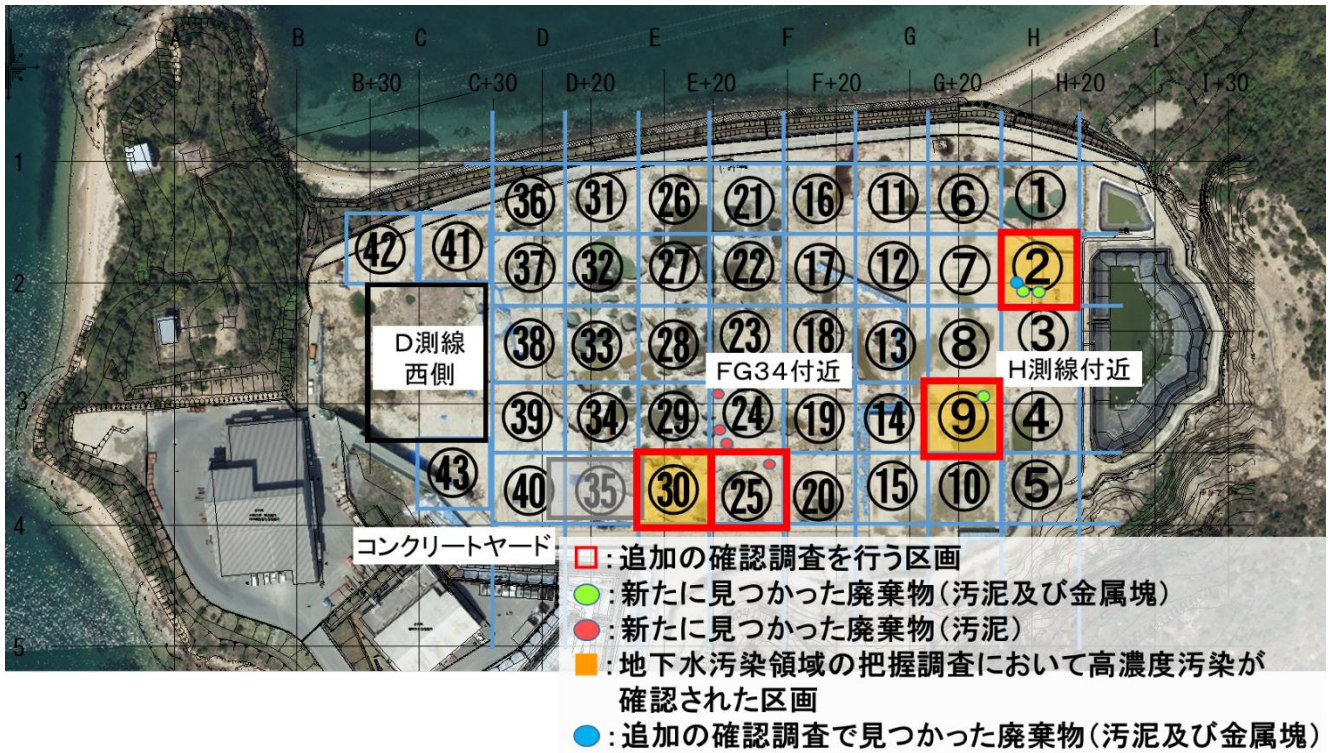 A B C D E F G H I
B+30 C+30 D+20 E+20 F+20 G+20 H+20 I+30
1
㊱ ㉛ ㉖ ㉑ ⑯ ⑪ ⑥ ①
㊷ ㊶ ㊲ ㉜ ㉗ ㉒ ⑰ ⑫ ⑦ ②
2
D測線
西側
㊳ ㉝ ㉘ ㉓ ⑱ ⑬ ⑧ ③
FG34付近 H測線付近
3
㊴ ㉞ ㉙ ㉔ ⑲ ⑭ ⑨ ④
㊸ ㊵ ㉟ ㉚ ㉕ ⑳ ⑮ ⑩ ⑤
4
コンクリートヤード
5
:追加の確認調査を行う区画
:新たに見つかった廃棄物(汚泥及び金属塊)
:新たに見つかった廃棄物(汚泥)
:地下水汚染領域の把握調査において高濃度汚染が
確認された区画
:追加の確認調査で見つかった廃棄物(汚泥及び金属塊)